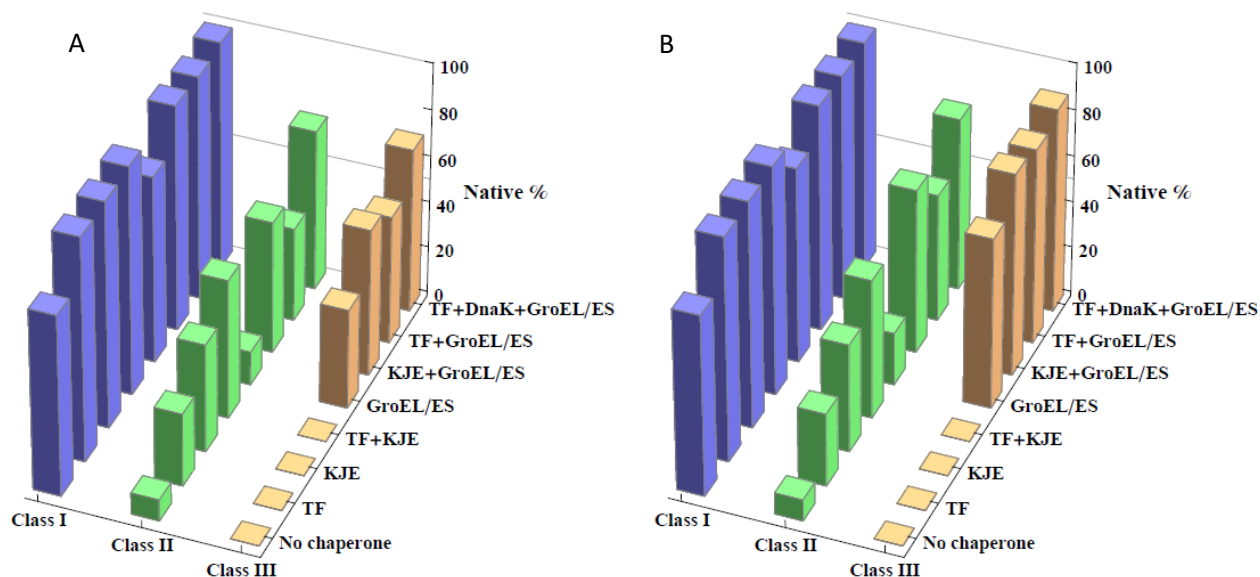 A
100
80
60
Native %
40
20
0
TF+DnaK+GroEL/ES
TF+GroEL/ES
KJE+GroEL/ES
GroEL/ES
TF+KJE
KJE
TF
No chaperone
Class I
Class II
Class III
B
100
80
60
Native %
40
20
0
TF+DnaK+GroEL/ES
TF+GroEL/ES
KJE+GroEL/ES
GroEL/ES
TF+KJE
KJE
TF
No chaperone
Class I
Class II
Class III